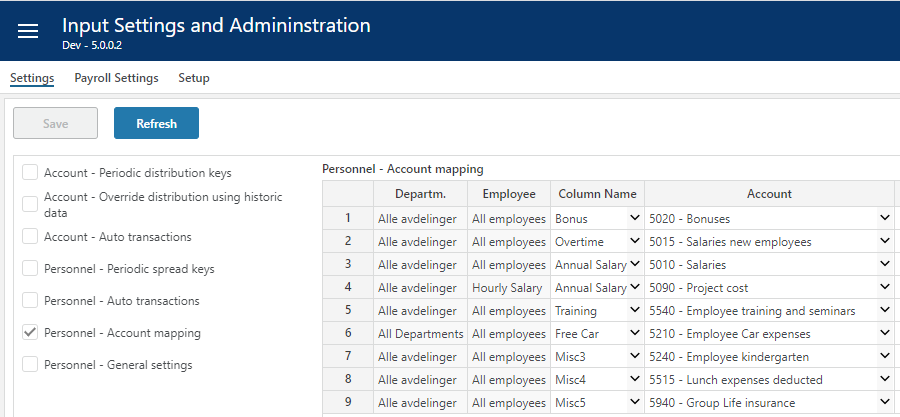 Input Settings and Admininstration
Dev - 5.0.0.2
Settings Payroll Settings Setup
Save Refresh
Account - Periodic distribution keys
Account - Override distribution using historic
data
Account - Auto transactions
Personnel - Periodic spread keys
Personnel - Auto transactions
Personnel - Account mapping
Personnel - General settings
Personnel - Account mapping
Departm. Employee Column Name Account
1 Alle avdelinger All employees Bonus 5020 - Bonuses
2 Alle avdelinger All employees Overtime 5015 - Salaries new employees
3 Alle avdelinger All employees Annual Salary 5010 - Salaries
4 Alle avdelinger Hourly Salary Annual Salary 5090 - Project cost
5 Alle avdelinger All employees Training 5540 - Employee training and seminars
6 All Departments All employees Free Car 5210 - Employee Car expenses
7 Alle avdelinger All employees Misc3 5240 - Employee kindergarten
8 Alle avdelinger All employees Misc4 5515 - Lunch expenses deducted
9 Alle avdelinger All employees Misc5 5940 - Group Life insurance